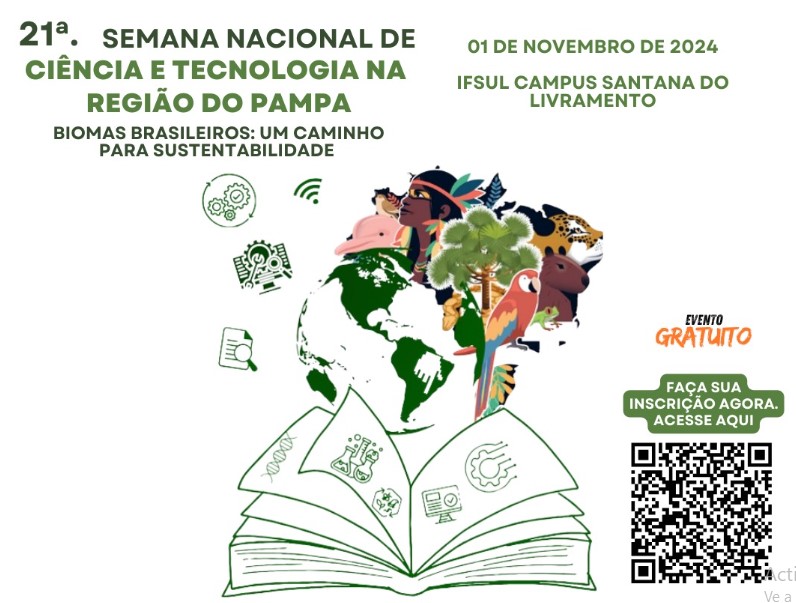 21ª. SEMANA NACIONAL DE
CIÊNCIA E TECNOLOGIA NA
REGIÃO DO PAMPA
BIOMAS BRASILEIROS: UM CAMINHO
PARA SUSTENTABILIDADE
01 DE NOVEMBRO DE 2024
IFSUL CAMPUS SANTANA DO
LIVRAMENTO
EVENTO
GRATUITO
FAÇA SUA
INSCRIÇÃO AGORA.
ACESSE AQUI
Acti
Ve a